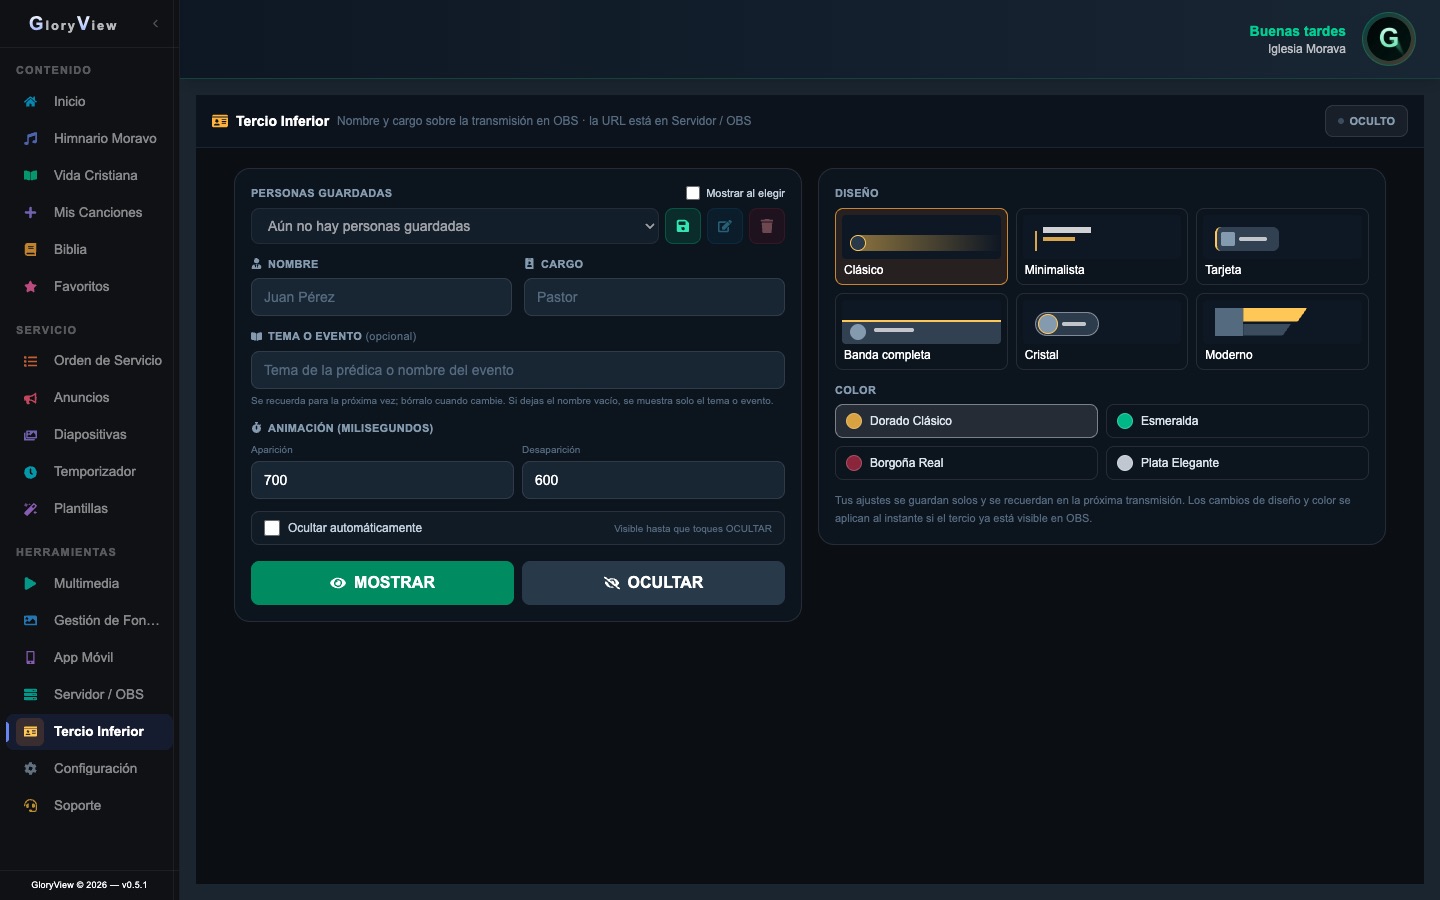 GloryView
CONTENIDO
Inicio
Himnario Moravo
Vida Cristiana
Mis Canciones
Biblia
Favoritos
SERVICIO
Orden de Servicio
Anuncios
Diapositivas
Temporizador
Plantillas
HERRAMIENTAS
Multimedia
Gestión de Fon...
App Móvil
Servidor / OBS
Tercio Inferior
Configuración
Soporte
GloryView © 2026 — v0.5.1
Buenas tardes
Iglesia Morava
G
Tercio Inferior Nombre y cargo sobre la transmisión en OBS · la URL está en Servidor / OBS
OCULTO
PERSONAS GUARDADAS
Mostrar al elegir
Aún no hay personas guardadas
NOMBRE
CARGO
Juan Pérez
Pastor
TEMA O EVENTO (opcional)
Tema de la prédica o nombre del evento
Se recuerda para la próxima vez; bórralo cuando cambie. Si dejas el nombre vacío, se muestra solo el tema o evento.
ANIMACIÓN (MILISEGUNDOS)
Aparición
Desaparición
700
600
Ocultar automáticamente
Visible hasta que toques OCULTAR
MOSTRAR
OCULTAR
DISEÑO
Clásico
Minimalista
Tarjeta
Banda completa
Cristal
Moderno
COLOR
Dorado Clásico
Esmeralda
Borgoña Real
Plata Elegante
Tus ajustes se guardan solos y se recuerdan en la próxima transmisión. Los cambios de diseño y color se
aplican al instante si el tercio ya está visible en OBS.